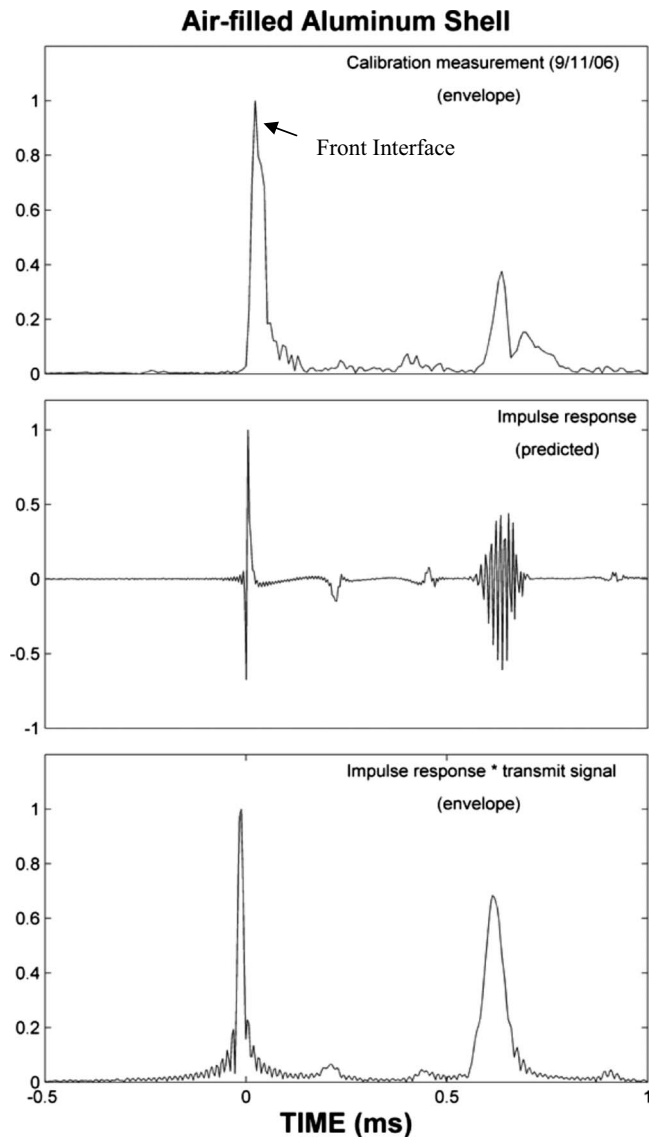 Air-filled Aluminum Shell
Calibration measurement (9/11/06)
(envelope)
Front Interface
1
0.8
0.6
0.4
0.2
0
Impulse response
(predicted)
1
0.5
0
-0.5
-1
Impulse response * transmit signal
(envelope)
1
0.8
0.6
0.4
0.2
0
-0.5 0 0.5 1
TIME (ms)